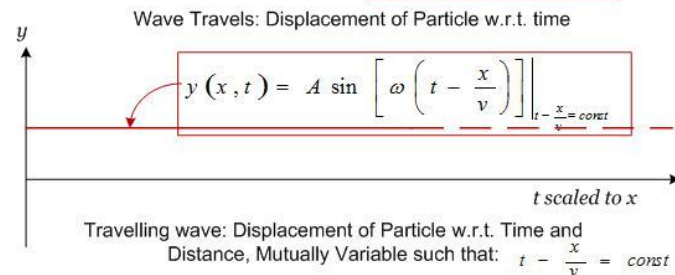 Wave Travels: Displacement of Particle w.r.t. time
y
y (x , t ) = A sin [ ω ( t − x/v ) ] | t − x/v = const
t scaled to x
Travelling wave: Displacement of Particle w.r.t. Time and
Distance, Mutually Variable such that: t − x/v = const